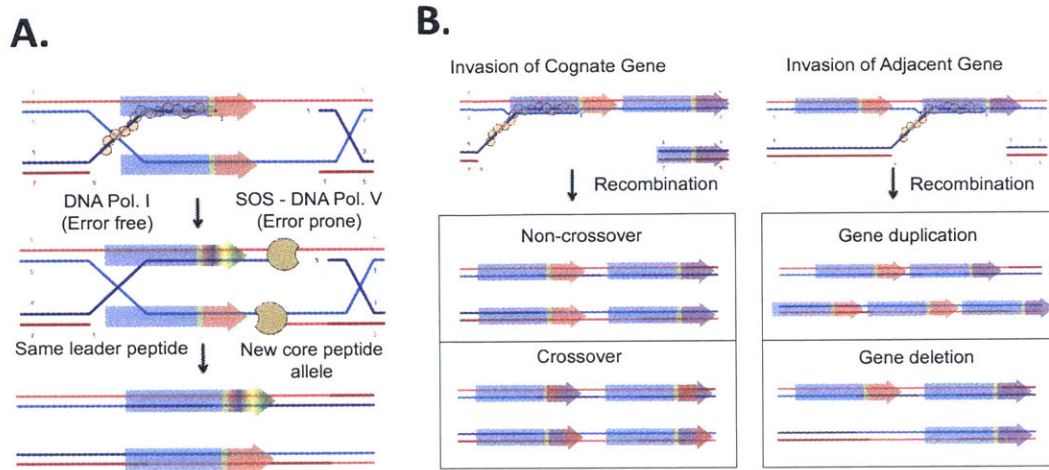 A.
DNA Pol. I
(Error free)
SOS - DNA Pol. V
(Error prone)
Same leader peptide
New core peptide
allele
B.
Invasion of Cognate Gene
Invasion of Adjacent Gene
Recombination
Recombination
Non-crossover
Crossover
Gene duplication
Gene deletion